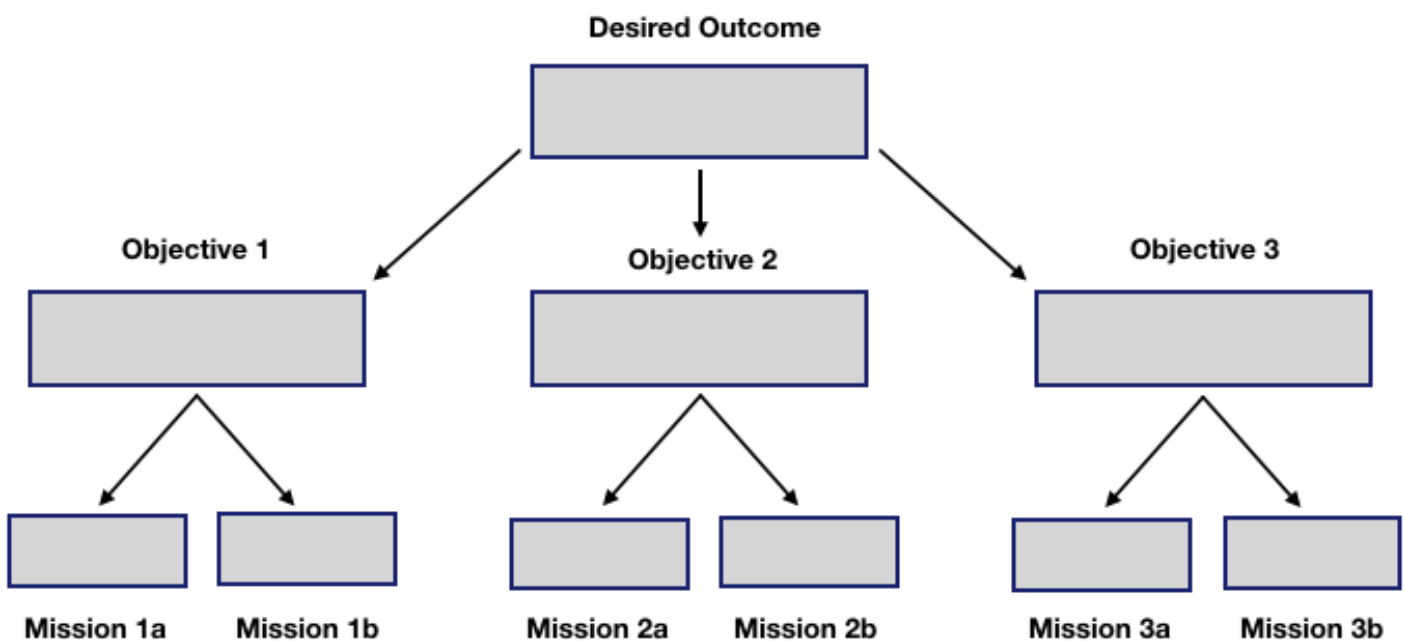 Desired Outcome
Objective 1
Objective 2
Objective 3
Mission 1a
Mission 1b
Mission 2a
Mission 2b
Mission 3a
Mission 3b